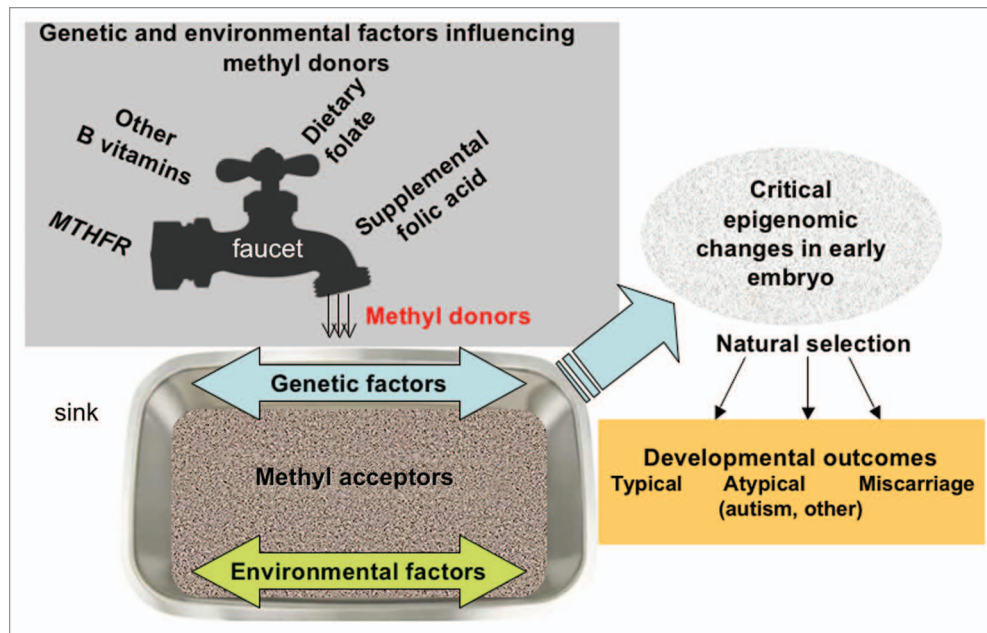 Genetic and environmental factors influencing
methyl donors
Other
B vitamins
Dietary
folate
Supplemental
folic acid
MTHFR
faucet
Methyl donors
Genetic factors
sink
Methyl acceptors
Environmental factors
Critical
epigenomic
changes in early
embryo
Natural selection
Developmental outcomes
Typical Atypical Miscarriage
(autism, other)